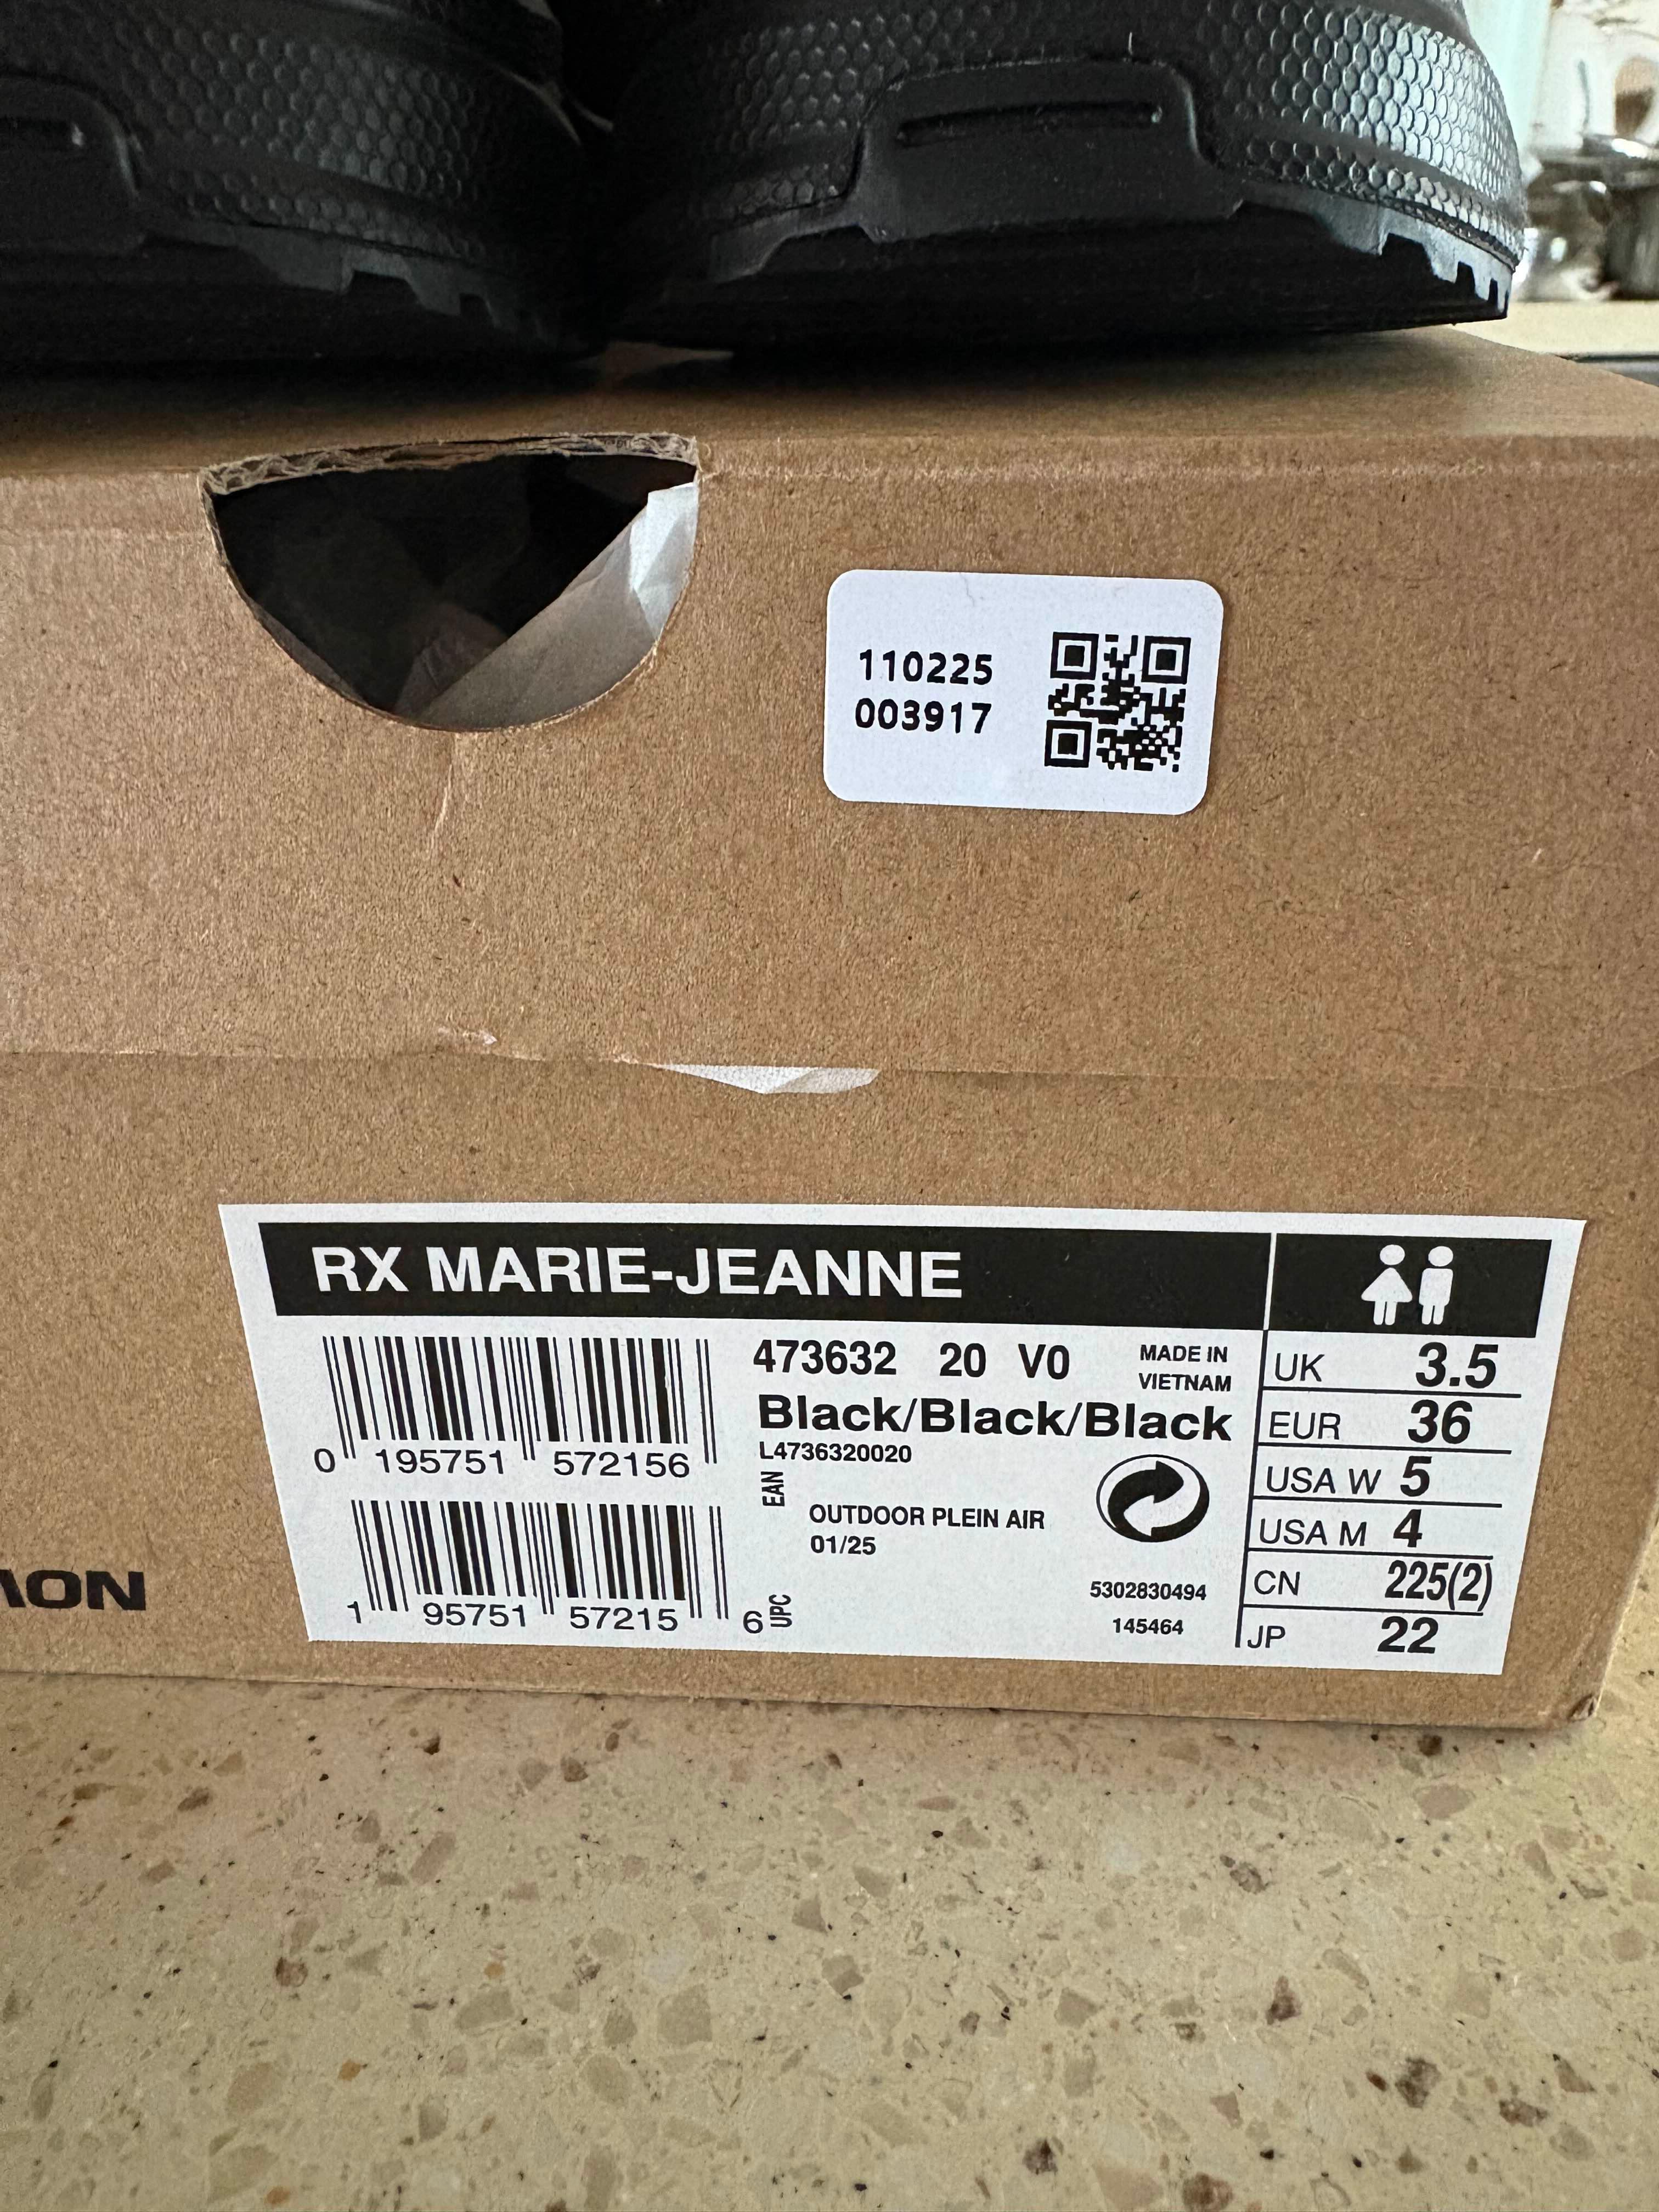 110225
003917
RX MARIE-JEANNE
473632 20 V0
MADE IN
VIETNAM
Black/Black/Black
L4736320020
0 195751 572156
EAN
OUTDOOR PLEIN AIR
01/25
1 95751 57215 6
UPC
5302830494
145464
UK 3.5
EUR 36
USA W 5
USA M 4
CN 225(2)
JP 22